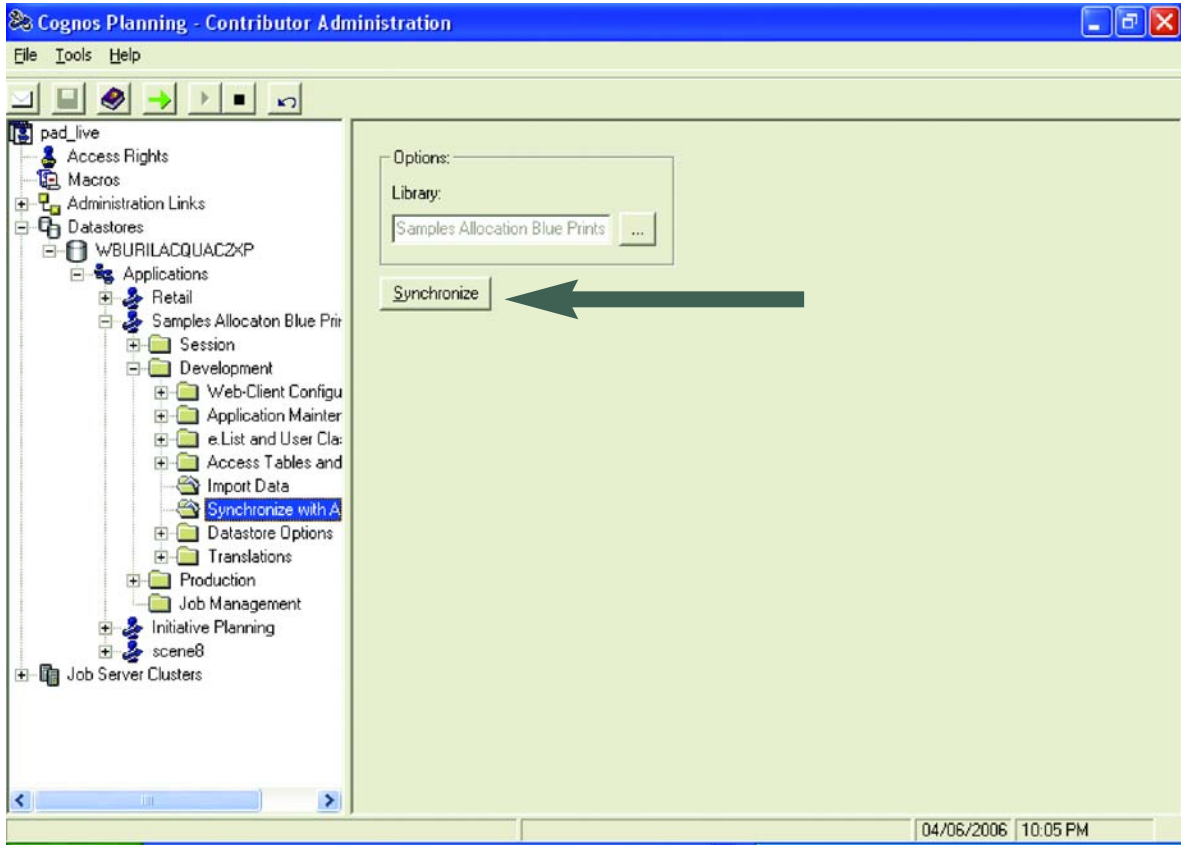 Cognos Planning - Contributor Administration
File Tools Help
pad_live
Access Rights
Macros
Administration Links
Datastores
WBURILACQUAC2XP
Applications
Retail
Samples Allocaton Blue Prir
Session
Development
Web-Client Configu
Application Mainter
e.List and User Cla:
Access Tables and
Import Data
Synchronize with A
Datastore Options
Translations
Production
Job Management
Initiative Planning
scene8
Job Server Clusters
Options:
Library:
Samples Allocation Blue Prints
...
Synchronize
04/06/2006 10:05 PM